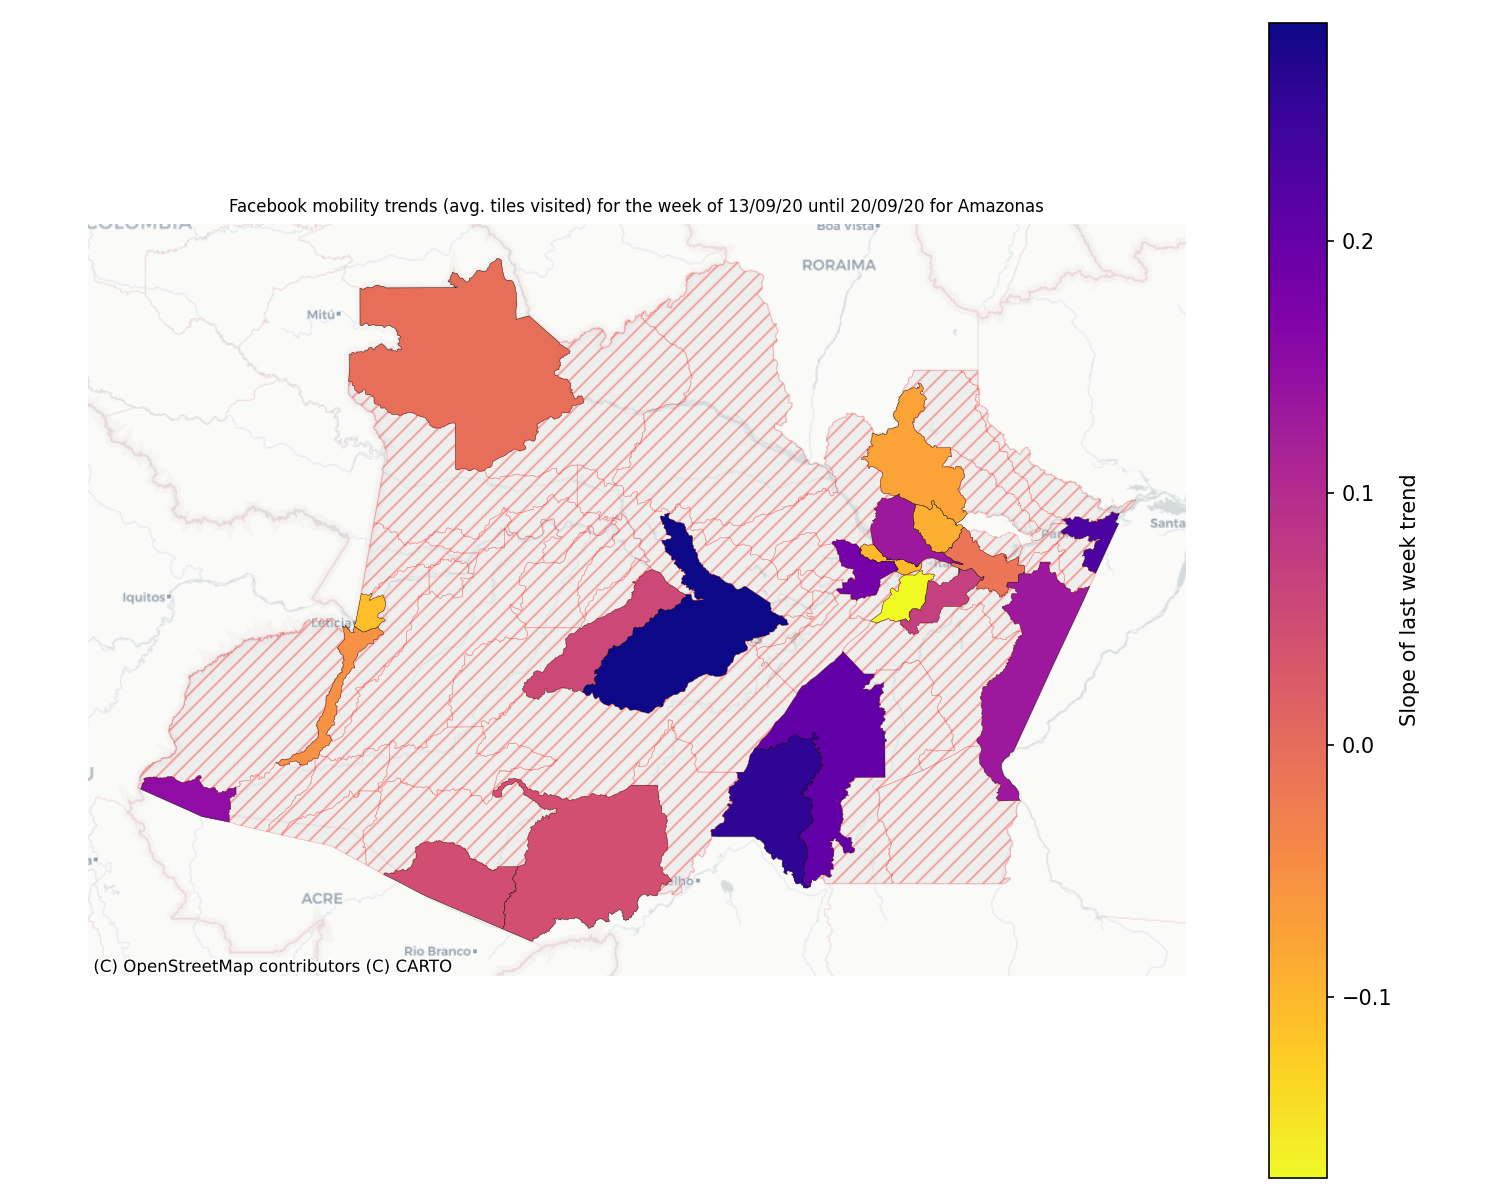 Facebook mobility trends (avg. tiles visited) for the week of 13/09/20 until 20/09/20 for Amazonas
COLOMBIA
Boa Vista
RORAIMA
Mitú
0.2
0.1
Santa
Iquitos
Leticia
Slope of last week trend
0.0
elho
ACRE
Rio Branco
(C) OpenStreetMap contributors (C) CARTO
−0.1